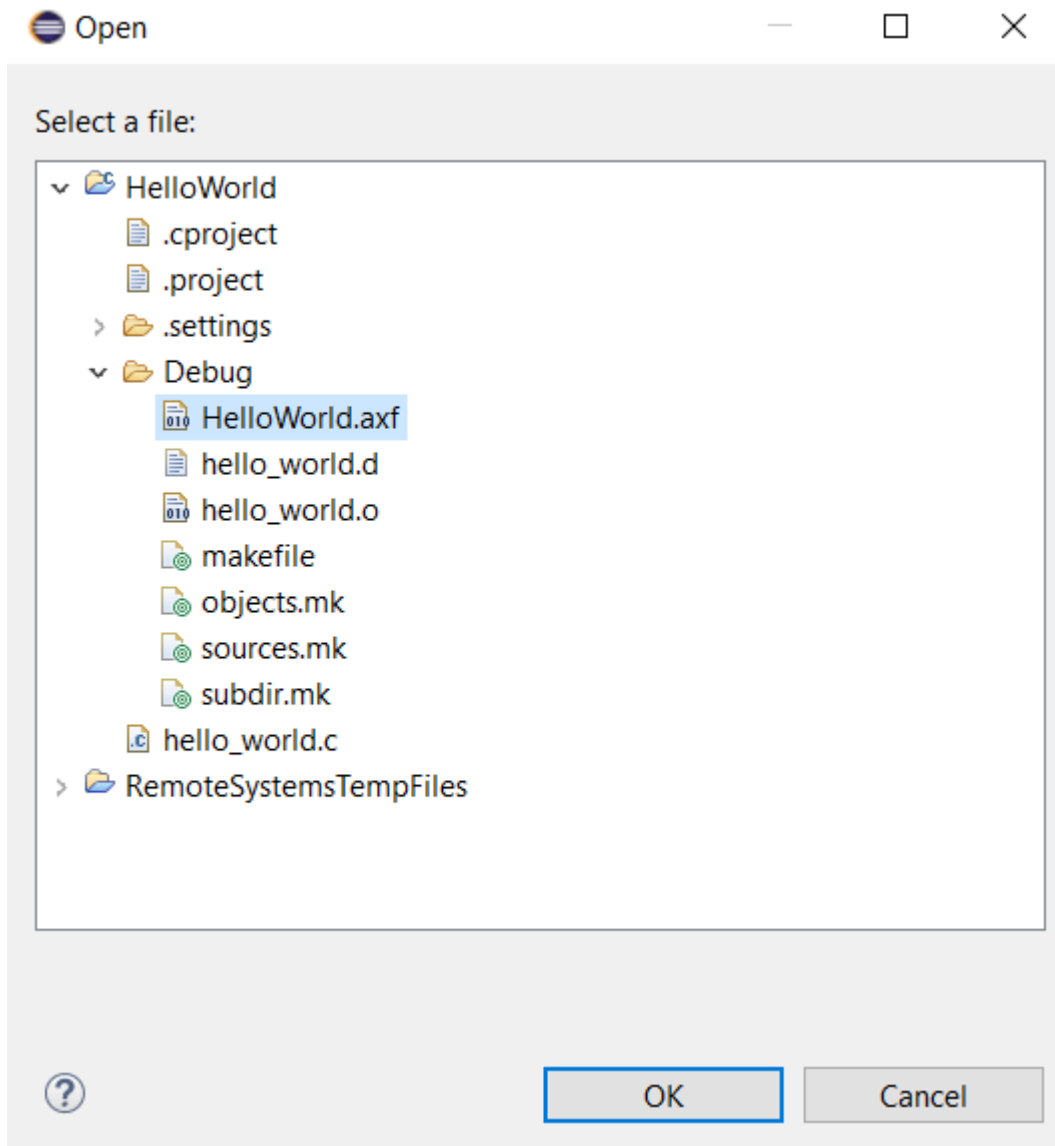 Open
Select a file:
HelloWorld
.cproject
.project
.settings
Debug
HelloWorld.axf
hello_world.d
hello_world.o
makefile
objects.mk
sources.mk
subdir.mk
hello_world.c
RemoteSystemsTempFiles
OK Cancel